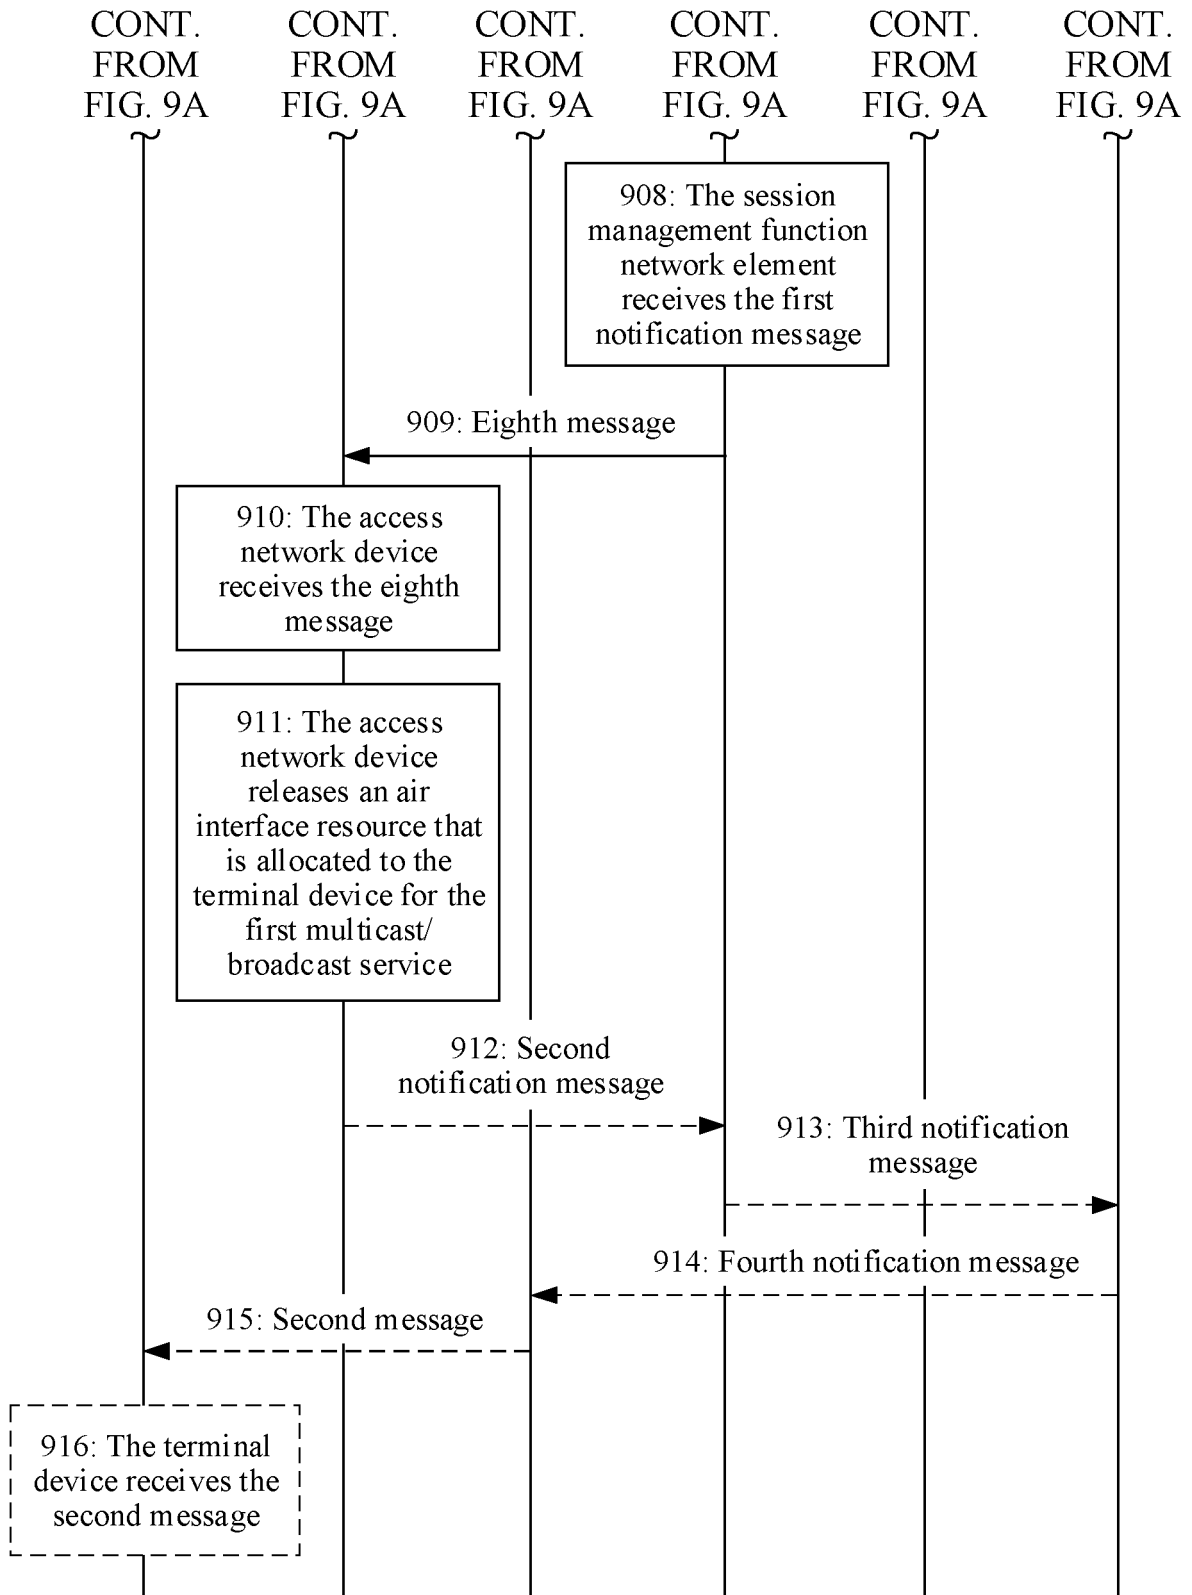 CONT. CONT. CONT. CONT. CONT. CONT.
FROM FROM FROM FROM FROM FROM
FIG. 9A FIG. 9A FIG. 9A FIG. 9A FIG. 9A FIG. 9A
908: The session
management function
network element
receives the first
notification message
909: Eighth message
910: The access
network device
receives the eighth
message
911: The access
network device
releases an air
interface resource that
is allocated to the
terminal device for the
first multicast/
broadcast service
912: Second
notification message
913: Third notification
message
914: Fourth notification message
915: Second message
916: The terminal
device receives the
second message